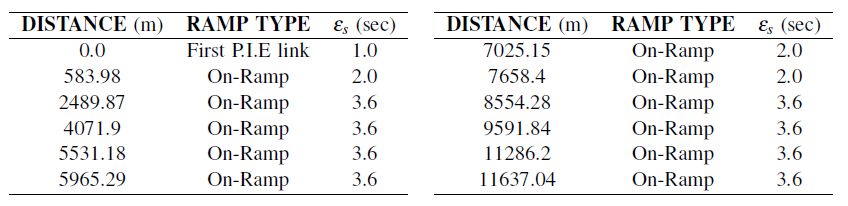 DISTANCE (m) RAMP TYPE εs (sec)
0.0 First P.I.E link 1.0
583.98 On-Ramp 2.0
2489.87 On-Ramp 3.6
4071.9 On-Ramp 3.6
5531.18 On-Ramp 3.6
5965.29 On-Ramp 3.6
DISTANCE (m) RAMP TYPE εs (sec)
7025.15 On-Ramp 2.0
7658.4 On-Ramp 2.0
8554.28 On-Ramp 3.6
9591.84 On-Ramp 3.6
11286.2 On-Ramp 3.6
11637.04 On-Ramp 3.6